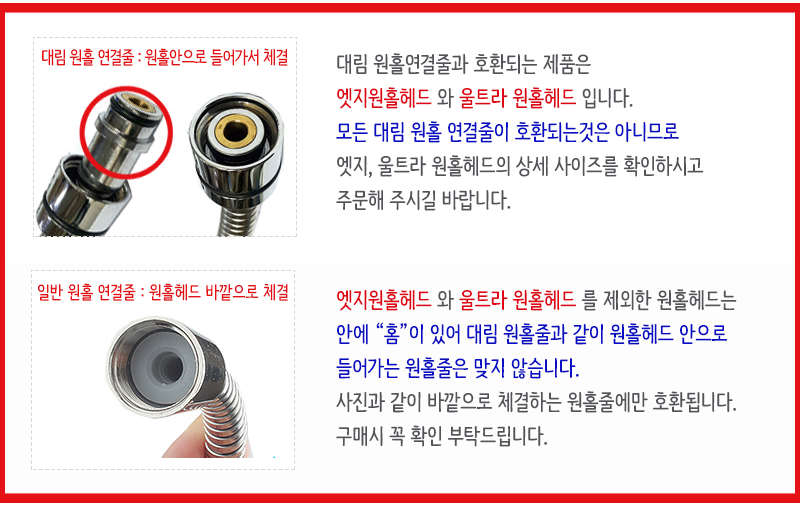 대림 원홀 연결줄 : 원홀안으로 들어가서 체결
대림 원홀연결줄과 호환되는 제품은
엣지원홀헤드 와 울트라 원홀헤드 입니다.
모든 대림 원홀 연결줄이 호환되는것은 아니므로
엣지, 울트라 원홀헤드의 상세 사이즈를 확인하시고
주문해 주시길 바랍니다.
일반 원홀 연결줄 : 원홀헤드 바깥으로 체결
엣지원홀헤드 와 울트라 원홀헤드 를 제외한 원홀헤드는
안에 “홈”이 있어 대림 원홀줄과 같이 원홀헤드 안으로
들어가는 원홀줄은 맞지 않습니다.
사진과 같이 바깥으로 체결하는 원홀줄에만 호환됩니다.
구매시 꼭 확인 부탁드립니다.